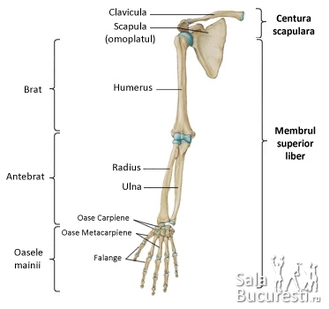 Clavicula
Scapula
(omoplatul)
Centura
scapulara
Brat
Humerus
Membrul
superior
liber
Antebrat
Radius
Ulna
Oase Carpiene
Oase Metacarpiene
Oasele
mainii
Falange
Sala
Bucuresti.ro